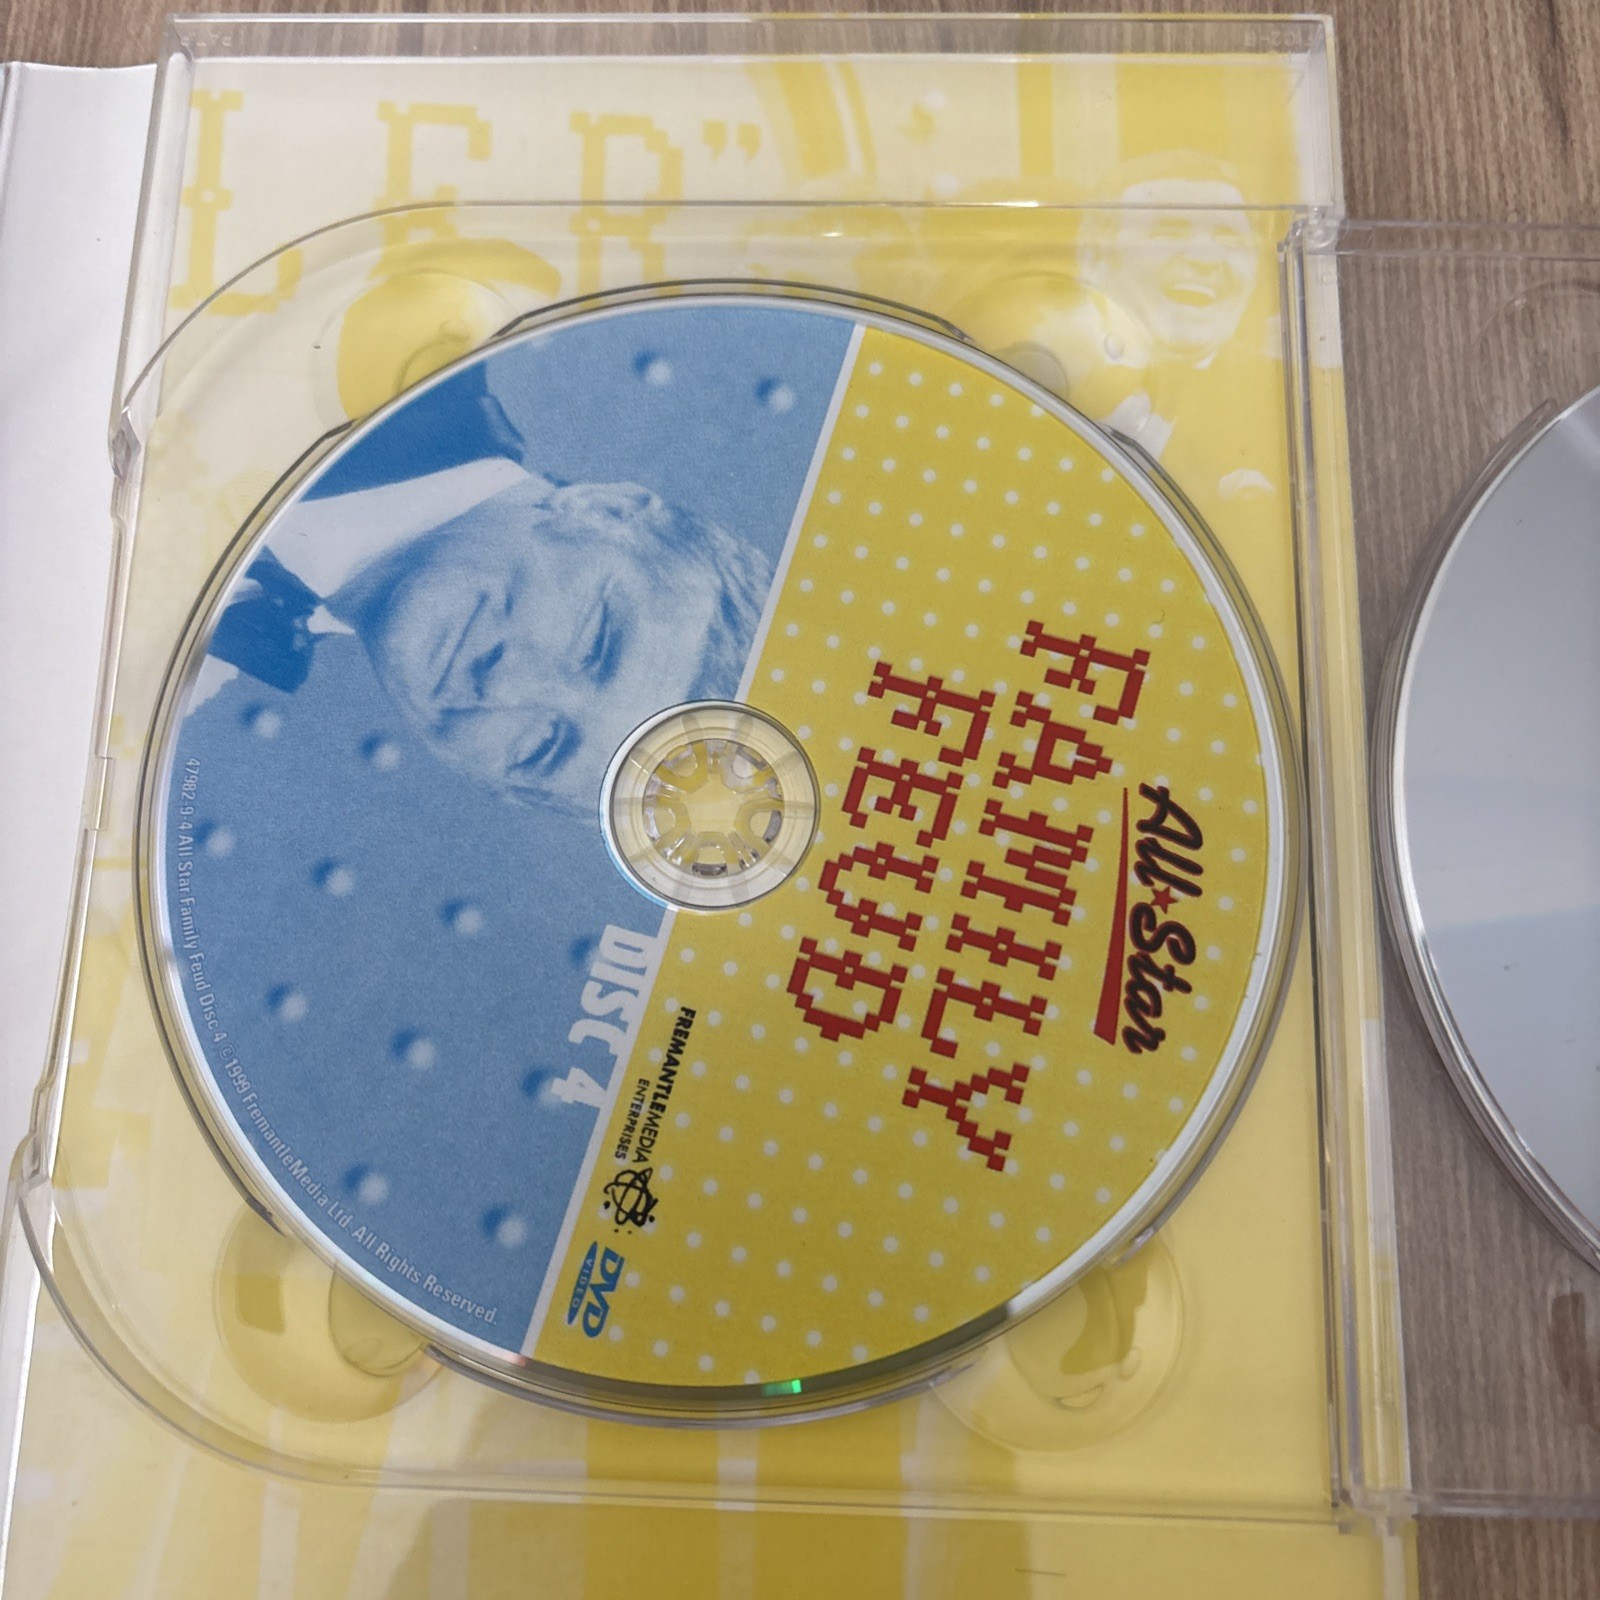 LER"
All★Star
FAMILY
FEUD
DISC 4
FREMANTLEMEDIA
ENTERPRISES
DVD
VIDEO
47982-9-4 All Star Family Feud Disc 4 ©1999 FremantleMedia Ltd. All Rights Reserved.